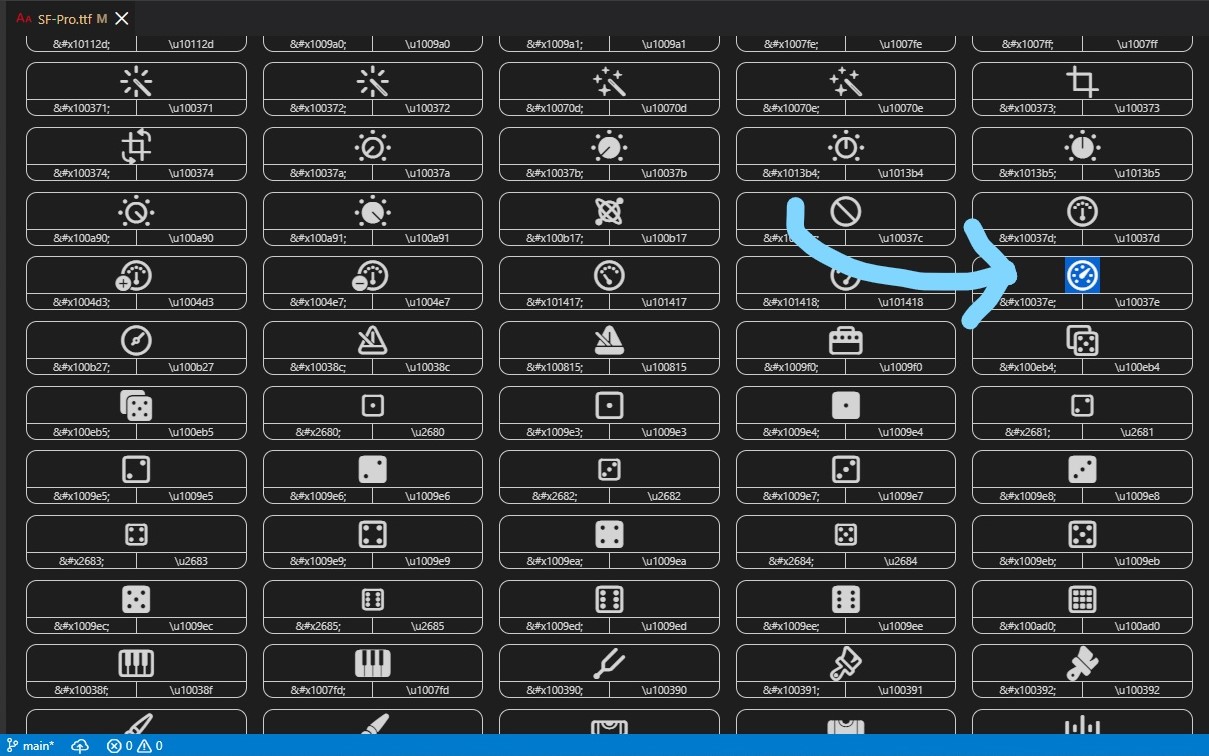 SF-Pro.ttf M
&#x10112d; \u10112d &#x1009a0; \u1009a0 &#x1009a1; \u1009a1 &#x1007fe; \u1007fe &#x1007ff; \u1007ff
&#x100371; \u100371 &#x100372; \u100372 &#x10070d; \u10070d &#x10070e; \u10070e &#x100373; \u100373
&#x100374; \u100374 &#x10037a; \u10037a &#x10037b; \u10037b &#x1013b4; \u1013b4 &#x1013b5; \u1013b5
&#x100a90; \u100a90 &#x100a91; \u100a91 &#x100b17; \u100b17 \u10037c &#x10037d; \u10037d
&#x1004d3; \u1004d3 &#x1004e7; \u1004e7 &#x101417; \u101417 &#x101418; \u101418 &#x10037e; \u10037e
&#x100b27; \u100b27 &#x10038c; \u10038c &#x100815; \u100815 &#x1009f0; \u1009f0 &#x100eb4; \u100eb4
&#x100eb5; \u100eb5 &#x2680; \u2680 &#x1009e3; \u1009e3 &#x1009e4; \u1009e4 &#x2681; \u2681
&#x1009e5; \u1009e5 &#x1009e6; \u1009e6 &#x2682; \u2682 &#x1009e7; \u1009e7 &#x1009e8; \u1009e8
&#x2683; \u2683 &#x1009e9; \u1009e9 &#x1009ea; \u1009ea &#x2684; \u2684 &#x1009eb; \u1009eb
&#x1009ec; \u1009ec &#x2685; \u2685 &#x1009ed; \u1009ed &#x1009ee; \u1009ee &#x100ad0; \u100ad0
&#x10038f; \u10038f &#x1007fd; \u1007fd &#x100390; \u100390 &#x100391; \u100391 &#x100392; \u100392
main* 0 0